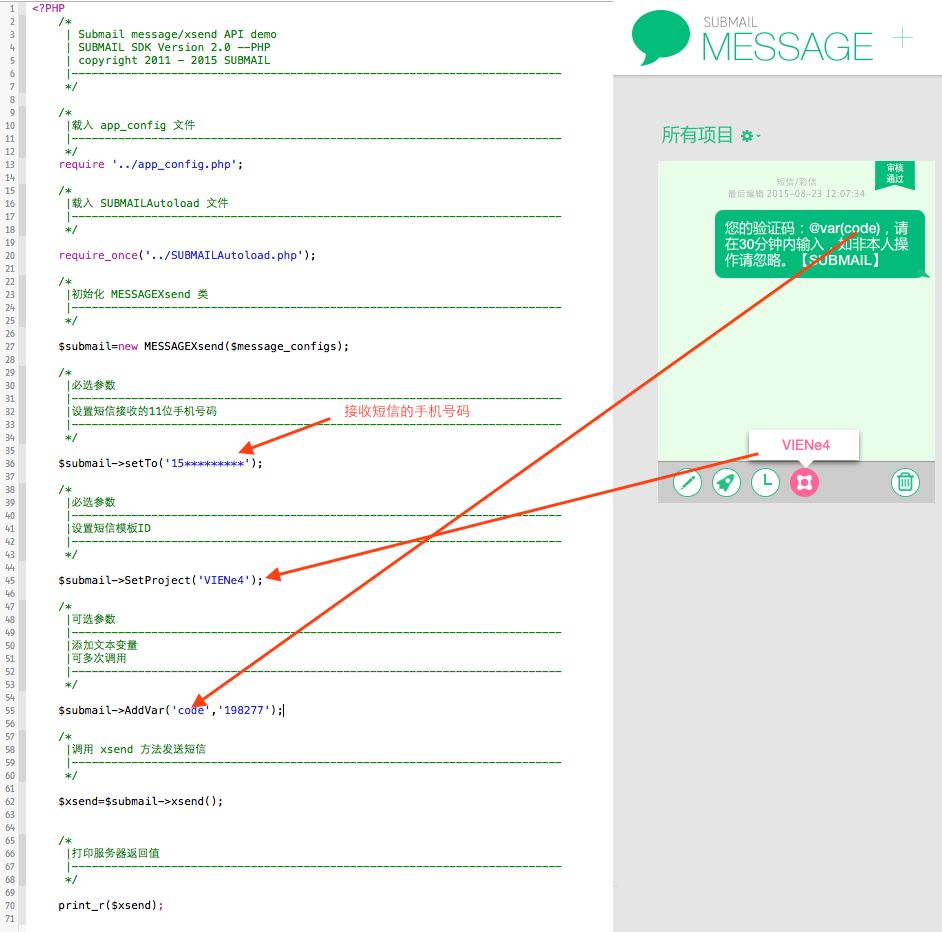 1 <?PHP
2 /*
3 | Submail message/xsend API demo
4 | SUBMAIL SDK Version 2.0 --PHP
5 | copyright 2011 - 2015 SUBMAIL
6 |--------------------------------------------------------------------------
7 */
8
9 /*
10 |载入 app_config 文件
11 |--------------------------------------------------------------------------
12 */
13 require '../app_config.php';
14
15 /*
16 |载入 SUBMAILAutoload 文件
17 |--------------------------------------------------------------------------
18 */
19
20 require_once('../SUBMAILAutoload.php');
21
22 /*
23 |初始化 MESSAGEXsend 类
24 |--------------------------------------------------------------------------
25 */
26
27 $submail=new MESSAGEXsend($message_configs);
28
29 /*
30 |必选参数
31 |--------------------------------------------------------------------------
32 |设置短信接收的11位手机号码
接收短信的手机号码
33 |--------------------------------------------------------------------------
34 */
35
36 $submail->setTo('15*********');
37
38 /*
39 |必选参数
40 |--------------------------------------------------------------------------
41 |设置短信模板ID
42 |--------------------------------------------------------------------------
43 */
44
45 $submail->SetProject('VIENe4');
46
47 /*
48 |可选参数
49 |--------------------------------------------------------------------------
50 |添加文本变量
51 |可多次调用
52 |--------------------------------------------------------------------------
53 */
54
55 $submail->AddVar('code','198277');
56
57 /*
58 |调用 xsend 方法发送短信
59 |--------------------------------------------------------------------------
60 */
61
62 $xsend=$submail->xsend();
63
64
65 /*
66 |打印服务器返回值
67 |--------------------------------------------------------------------------
68 */
69
70 print_r($xsend);
71
SUBMAIL
MESSAGE
所有项目
审核
通过
短信/彩信
最后编辑 2015-08-23 12:07:34
您的验证码：@var(code)，请
在30分钟内输入，如非本人操
作请忽略。【SUBMAIL】
VIENe4